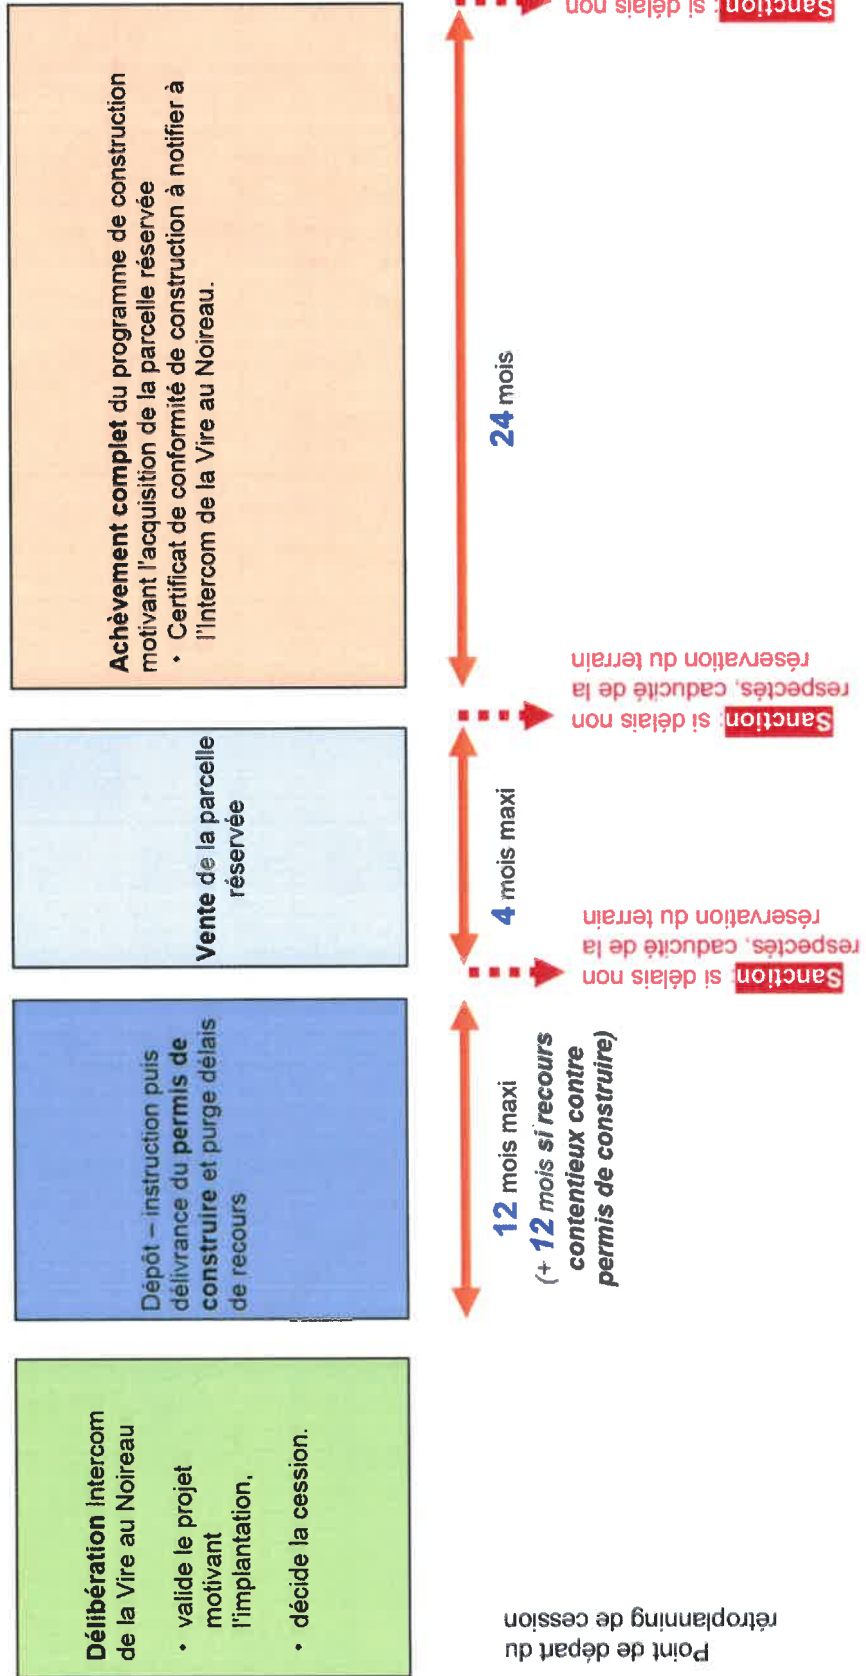 Délibération Intercom
de la Vire au Noireau
• valide le projet
motivant
l'implantation,
• décide la cession.
Dépôt – instruction puis
délivrance du permis de
construire et purge délais
de recours
Vente de la parcelle
réservée
Achèvement complet du programme de construction
motivant l'acquisition de la parcelle réservée
• Certificat de conformité de construction à notifier à
l'Intercom de la Vire au Noireau.
Point de départ du
rétroplanning de cession
12 mois maxi
(+ 12 mois si recours
contentieux contre
permis de construire)
Sanction : si délais non
respectés, caducité de la
réservation du terrain
4 mois maxi
Sanction : si délais non
respectés, caducité de la
réservation du terrain
24 mois
Sanction : si délais non